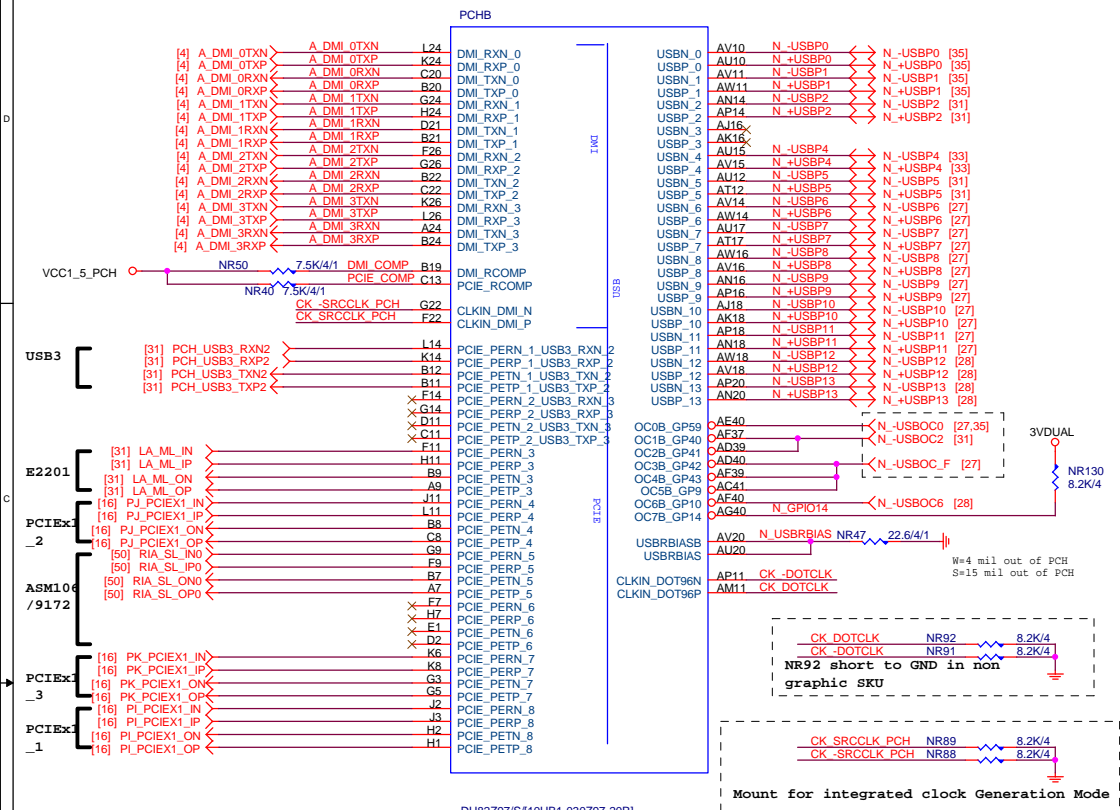 PCHB
[4] A_DMI_0TXN A_DMI_0TXN L24 DMI_RXN_0
[4] A_DMI_0TXP A_DMI_0TXP K24 DMI_RXP_0
[4] A_DMI_0RXN A_DMI_0RXN C20 DMI_TXN_0
[4] A_DMI_0RXP A_DMI_0RXP B20 DMI_TXP_0
[4] A_DMI_1TXN A_DMI_1TXN G24 DMI_RXN_1
[4] A_DMI_1TXP A_DMI_1TXP H24 DMI_RXP_1
[4] A_DMI_1RXN A_DMI_1RXN D21 DMI_TXN_1
[4] A_DMI_1RXP A_DMI_1RXP B21 DMI_TXP_1
[4] A_DMI_2TXN A_DMI_2TXN F26 DMI_RXN_2
[4] A_DMI_2TXP A_DMI_2TXP G26 DMI_RXP_2
[4] A_DMI_2RXN A_DMI_2RXN B22 DMI_TXN_2
[4] A_DMI_2RXP A_DMI_2RXP C22 DMI_TXP_2
[4] A_DMI_3TXN A_DMI_3TXN K26 DMI_RXN_3
[4] A_DMI_3TXP A_DMI_3TXP L26 DMI_RXP_3
[4] A_DMI_3RXN A_DMI_3RXN A24 DMI_TXN_3
[4] A_DMI_3RXP A_DMI_3RXP B24 DMI_TXP_3
VCC1_5_PCH NR50 7.5K/4/1 DMI_COMP B19 DMI_RCOMP
NR40 7.5K/4/1 PCIE_COMP C13 PCIE_RCOMP
CK_-SRCCLK_PCH G22 CLKIN_DMI_N
CK_SRCCLK_PCH F22 CLKIN_DMI_P
USB3
[31] PCH_USB3_RXN2 L14 PCIE_PERN_1_USB3_RXN_2
[31] PCH_USB3_RXP2 K14 PCIE_PERP_1_USB3_RXP_2
[31] PCH_USB3_TXN2 B12 PCIE_PETN_1_USB3_TXN_2
[31] PCH_USB3_TXP2 B11 PCIE_PETP_1_USB3_TXP_2
F14 PCIE_PERN_2_USB3_RXN_3
G14 PCIE_PERP_2_USB3_RXP_3
D11 PCIE_PETN_2_USB3_TXN_3
C11 PCIE_PETP_2_USB3_TXP_3
E2201
[31] LA_ML_IN F11 PCIE_PERN_3
[31] LA_ML_IP H11 PCIE_PERP_3
[31] LA_ML_ON B9 PCIE_PETN_3
[31] LA_ML_OP A9 PCIE_PETP_3
PCIEx1
_2
[16] PJ_PCIEX1_IN J11 PCIE_PERN_4
[16] PJ_PCIEX1_IP L11 PCIE_PERP_4
[16] PJ_PCIEX1_ON B8 PCIE_PETN_4
[16] PJ_PCIEX1_OP C8 PCIE_PETP_4
ASM106
/9172
[50] RIA_SL_IN0 G9 PCIE_PERN_5
[50] RIA_SL_IP0 F9 PCIE_PERP_5
[50] RIA_SL_ON0 B7 PCIE_PETN_5
[50] RIA_SL_OP0 A7 PCIE_PETP_5
F7 PCIE_PERN_6
H7 PCIE_PERP_6
E1 PCIE_PETN_6
D2 PCIE_PETP_6
PCIEx1
_3
[16] PK_PCIEX1_IN K6 PCIE_PERN_7
[16] PK_PCIEX1_IP K8 PCIE_PERP_7
[16] PK_PCIEX1_ON G3 PCIE_PETN_7
[16] PK_PCIEX1_OP G5 PCIE_PETP_7
PCIEx1
_1
[16] PI_PCIEX1_IN J2 PCIE_PERN_8
[16] PI_PCIEX1_IP J3 PCIE_PERP_8
[16] PI_PCIEX1_ON H2 PCIE_PETN_8
[16] PI_PCIEX1_OP H1 PCIE_PETP_8
D
C
DMI
USB
PCIE
USBN_0 AV10 N_-USBP0 N_-USBP0 [35]
USBP_0 AU10 N_+USBP0 N_+USBP0 [35]
USBN_1 AV11 N_-USBP1 N_-USBP1 [35]
USBP_1 AW11 N_+USBP1 N_+USBP1 [35]
USBN_2 AN14 N_-USBP2 N_-USBP2 [31]
USBP_2 AP14 N_+USBP2 N_+USBP2 [31]
USBN_3 AJ16
USBP_3 AK16
USBN_4 AU15 N_-USBP4 N_-USBP4 [33]
USBP_4 AV15 N_+USBP4 N_+USBP4 [33]
USBN_5 AU12 N_-USBP5 N_-USBP5 [31]
USBP_5 AT12 N_+USBP5 N_+USBP5 [31]
USBN_6 AV14 N_-USBP6 N_-USBP6 [27]
USBP_6 AW14 N_+USBP6 N_+USBP6 [27]
USBN_7 AU17 N_-USBP7 N_-USBP7 [27]
USBP_7 AT17 N_+USBP7 N_+USBP7 [27]
USBN_8 AW16 N_-USBP8 N_-USBP8 [27]
USBP_8 AV16 N_+USBP8 N_+USBP8 [27]
USBN_9 AN16 N_-USBP9 N_-USBP9 [27]
USBP_9 AP16 N_+USBP9 N_+USBP9 [27]
USBN_10 AJ18 N_-USBP10 N_-USBP10 [27]
USBP_10 AK18 N_+USBP10 N_+USBP10 [27]
USBN_11 AP18 N_-USBP11 N_-USBP11 [27]
USBP_11 AN18 N_+USBP11 N_+USBP11 [27]
USBN_12 AW18 N_-USBP12 N_-USBP12 [28]
USBP_12 AV18 N_+USBP12 N_+USBP12 [28]
USBN_13 AP20 N_-USBP13 N_-USBP13 [28]
USBP_13 AN20 N_+USBP13 N_+USBP13 [28]
OC0B_GP59 AE40 N_-USBOC0 [27,35]
OC1B_GP40 AF37 N_-USBOC2 [31]
OC2B_GP41 AD39
OC3B_GP42 AD40 N_-USBOC_F [27]
OC4B_GP43 AF39
OC5B_GP9 AC41
OC6B_GP10 AF40 N_-USBOC6 [28]
OC7B_GP14 AG40 N_GPIO14
3VDUAL
NR130
8.2K/4
USBRBIASB AV20 N_USBRBIAS NR47 22.6/4/1
USBRBIAS AU20
W=4 mil out of PCH
S=15 mil out of PCH
CLKIN_DOT96N AP11 CK_-DOTCLK
CLKIN_DOT96P AM11 CK_DOTCLK
CK_DOTCLK NR92 8.2K/4
CK_-DOTCLK NR91 8.2K/4
NR92 short to GND in non
graphic SKU
CK_SRCCLK_PCH NR89 8.2K/4
CK_-SRCCLK_PCH NR88 8.2K/4
Mount for integrated clock Generation Mode